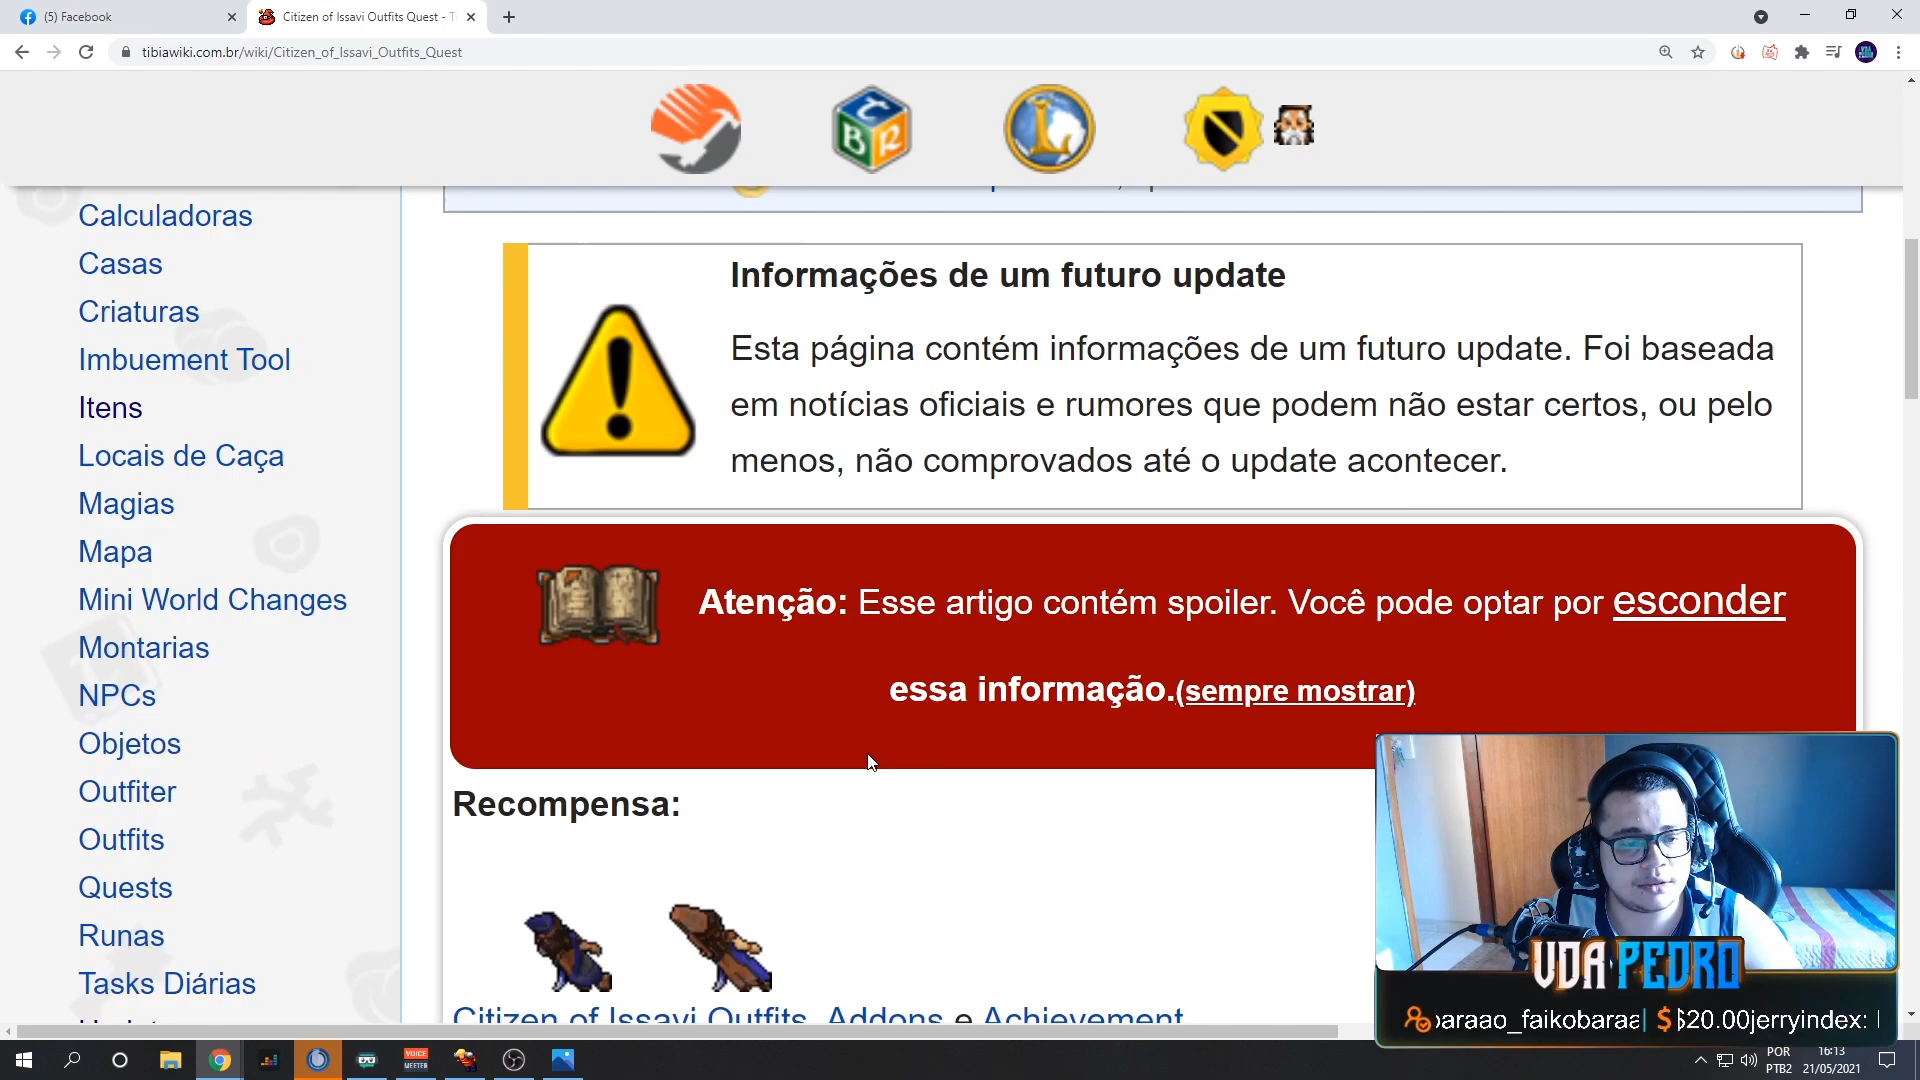 (5) Facebook
Citizen of Issavi Outfits Quest - T
tibiawiki.com.br/wiki/Citizen_of_Issavi_Outfits_Quest
Calculadoras
Casas
Criaturas
Imbuement Tool
Itens
Locais de Caça
Magias
Mapa
Mini World Changes
Montarias
NPCs
Objetos
Outfiter
Outfits
Quests
Runas
Tasks Diárias
Informações de um futuro update
Esta página contém informações de um futuro update. Foi baseada
em notícias oficiais e rumores que podem não estar certos, ou pelo
menos, não comprovados até o update acontecer.
Atenção: Esse artigo contém spoiler. Você pode optar por esconder
essa informação.(sempre mostrar)
Recompensa:
Citizen of Issavi Outfits, Addons e Achievement
VDA PEDRO
araao_faikobaraa
$20.00jerryindex:
VOICE
MEETER
POR
PTB2
16:13
21/05/2021